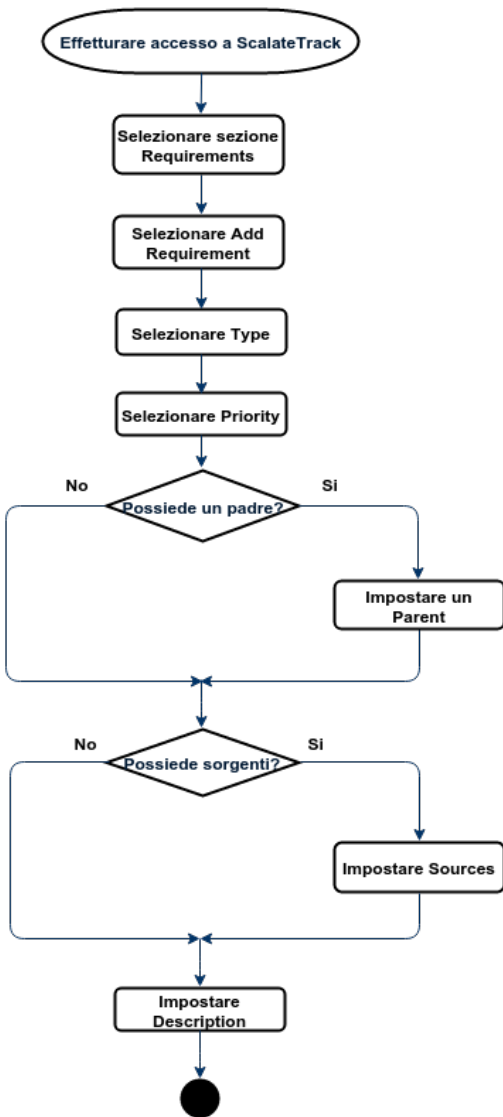 Effetturare accesso a ScalateTrack
Selezionare sezione
Requirements
Selezionare Add
Requirement
Selezionare Type
Selezionare Priority
No
Si
Possiede un padre?
Impostare un
Parent
No
Si
Possiede sorgenti?
Impostare Sources
Impostare
Description